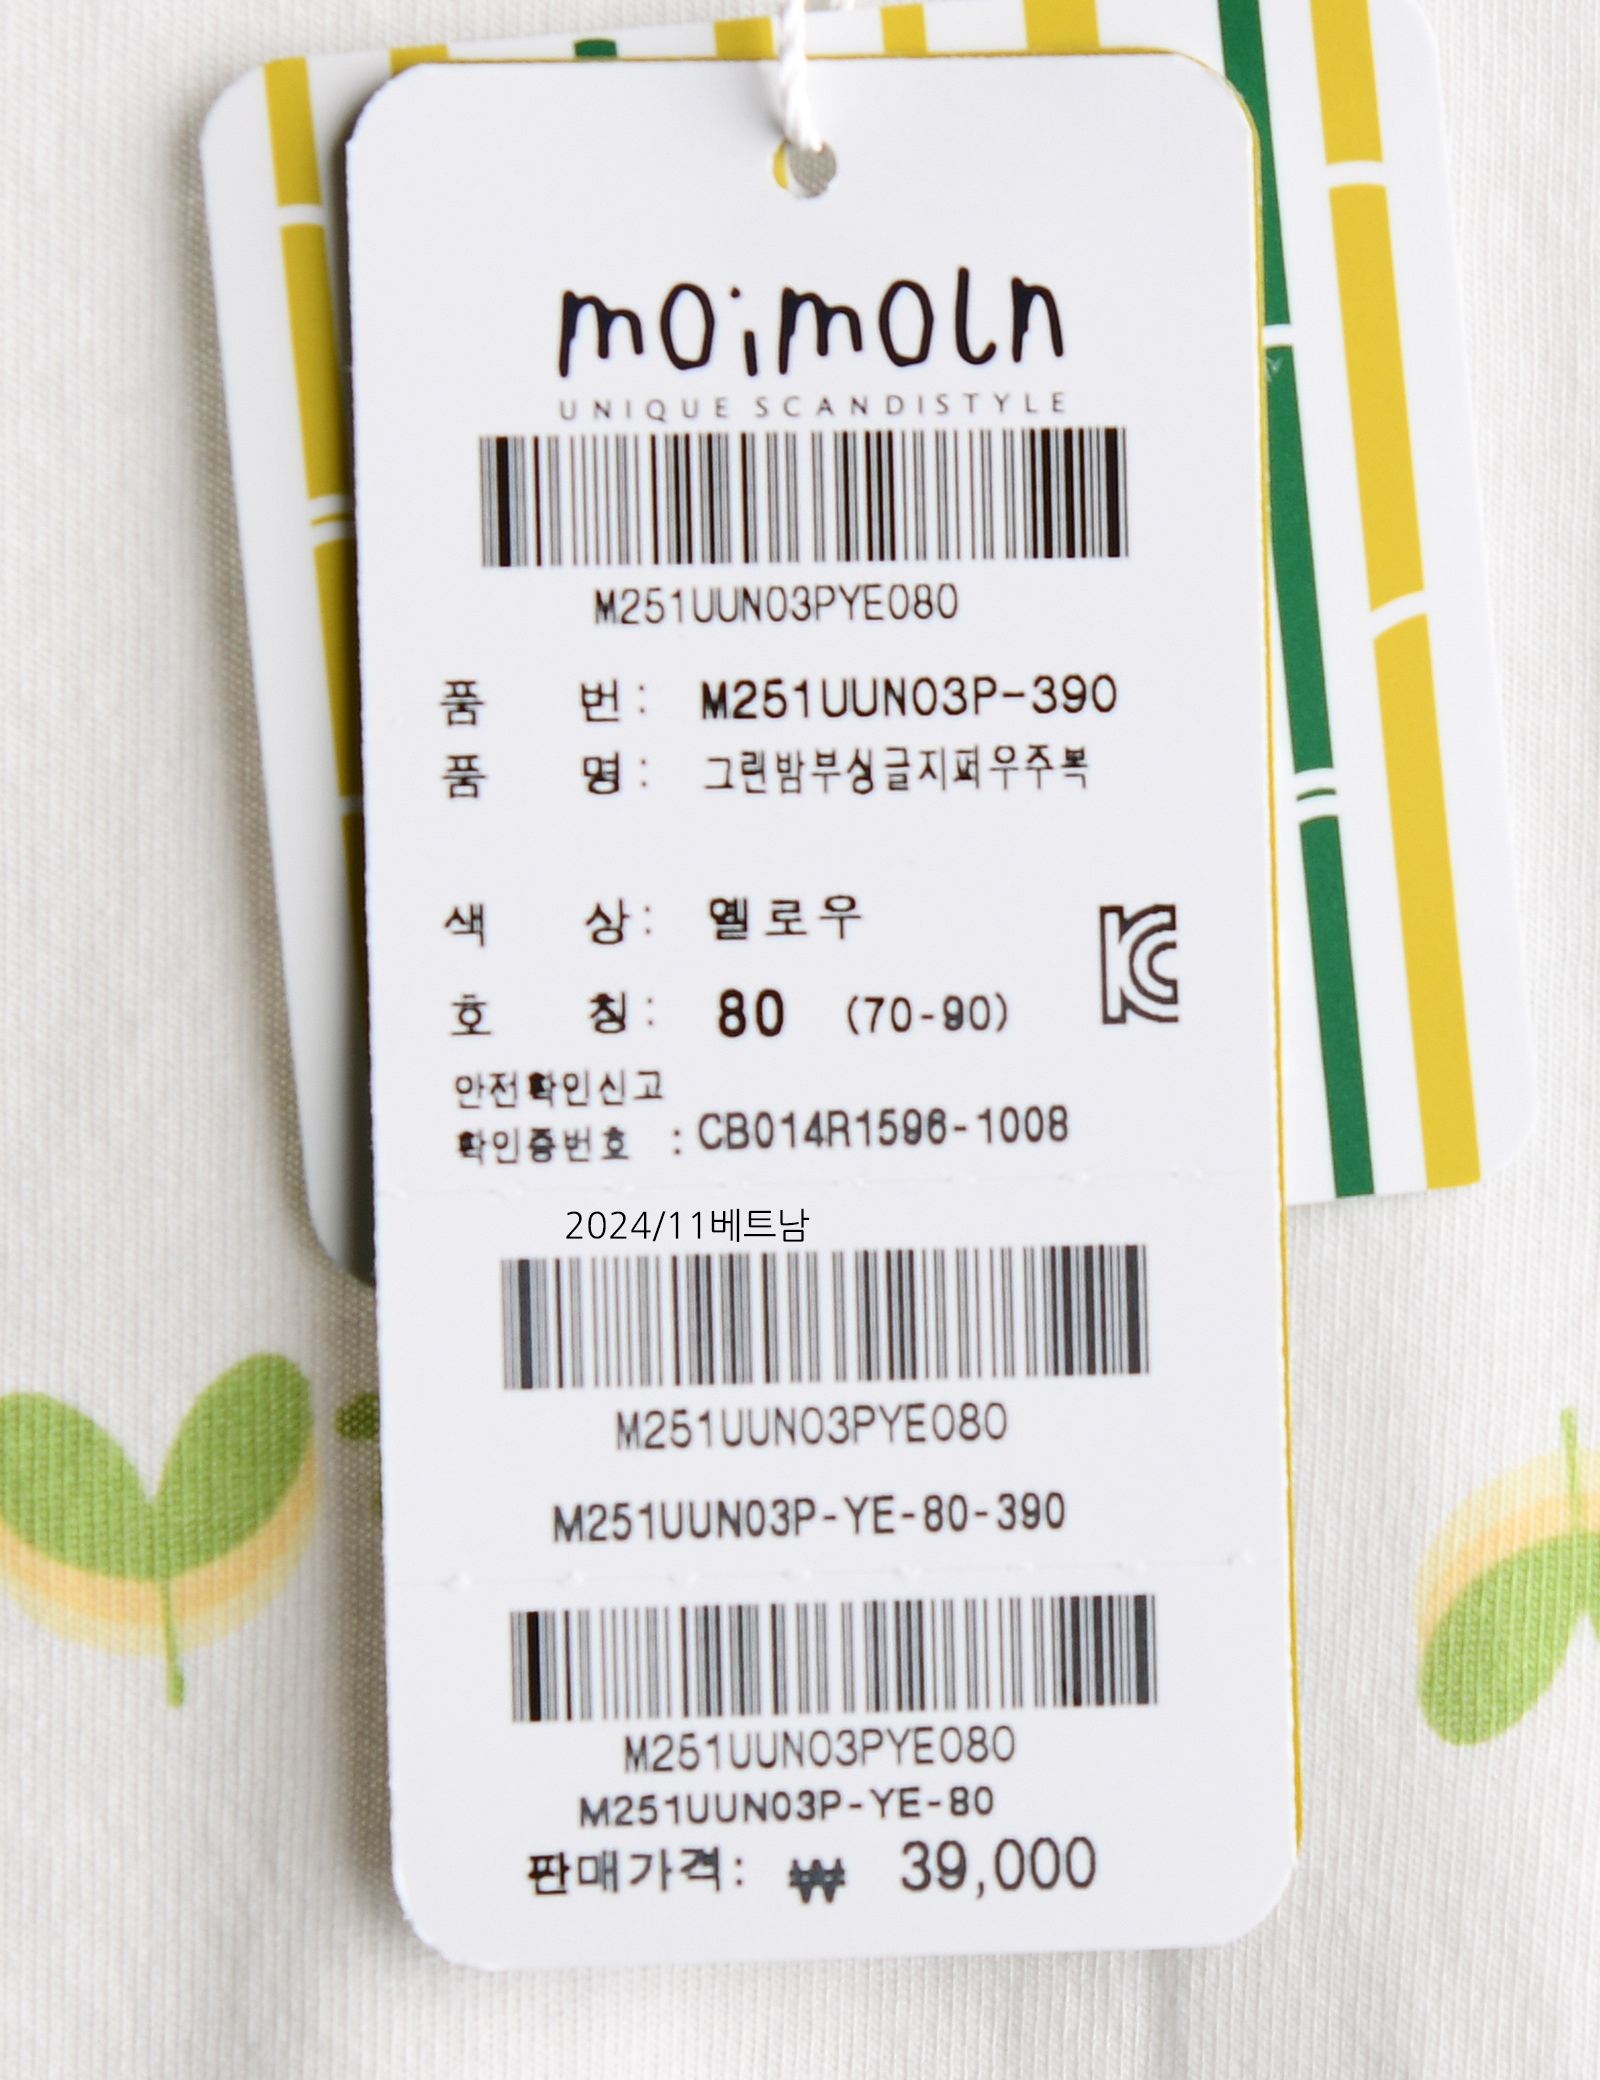 moimoln
UNIQUE SCANDISTYLE
M251UUN03PYE080
품 번: M251UUN03P-390
품 명: 그린밤부싱글지퍼우주복
색 상: 옐로우
호 칭: 80 (70-90)
안전확인신고
확인증번호 : CB014R1596-1008
2024/11베트남
M251UUN03PYE080
M251UUN03P-YE-80-390
M251UUN03PYE080
M251UUN03P-YE-80
판매가격: ₩ 39,000